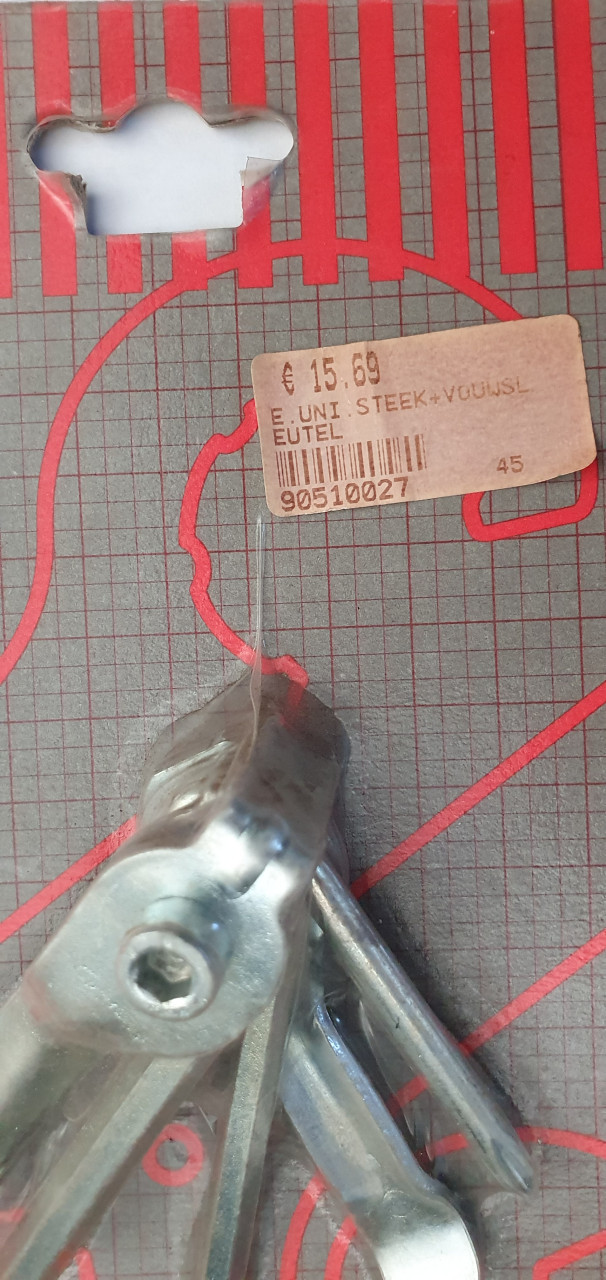 € 15.69
E.UNI.STEEK+VOUWSL
EUTEL
45
90510027